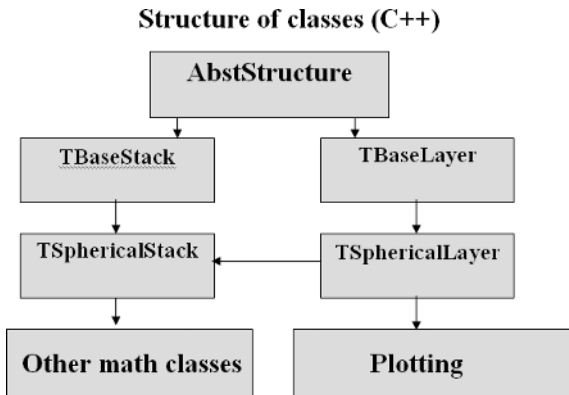 Structure of classes (C++)
AbstStructure
TBaseStack
TBaseLayer
TSphericalStack
TSphericalLayer
Other math classes
Plotting